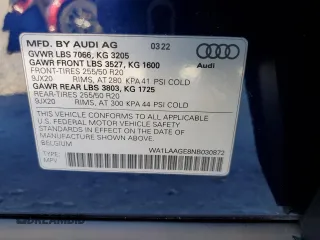 MFD. BY AUDI AG 03/22
GVWR LBS 7066, KG 3205
GAWR FRONT LBS 3527, KG 1600
FRONT-TIRES 255/50 R20
9JX20 RIMS, AT 280 KPA 41 PSI COLD
GAWR REAR LBS 3803, KG 1725
REAR-TIRES 255/50 R20
9JX20 RIMS, AT 300 KPA 44 PSI COLD
Audi
THIS VEHICLE CONFORMS TO ALL APPLICABLE
U.S. FEDERAL MOTOR VEHICLE SAFETY
STANDARDS IN EFFECT ON THE DATE OF
MANUFACTURE SHOWN ABOVE.
BELGIUM
TYPE:
MPV
WA1LAAGE8NB030872